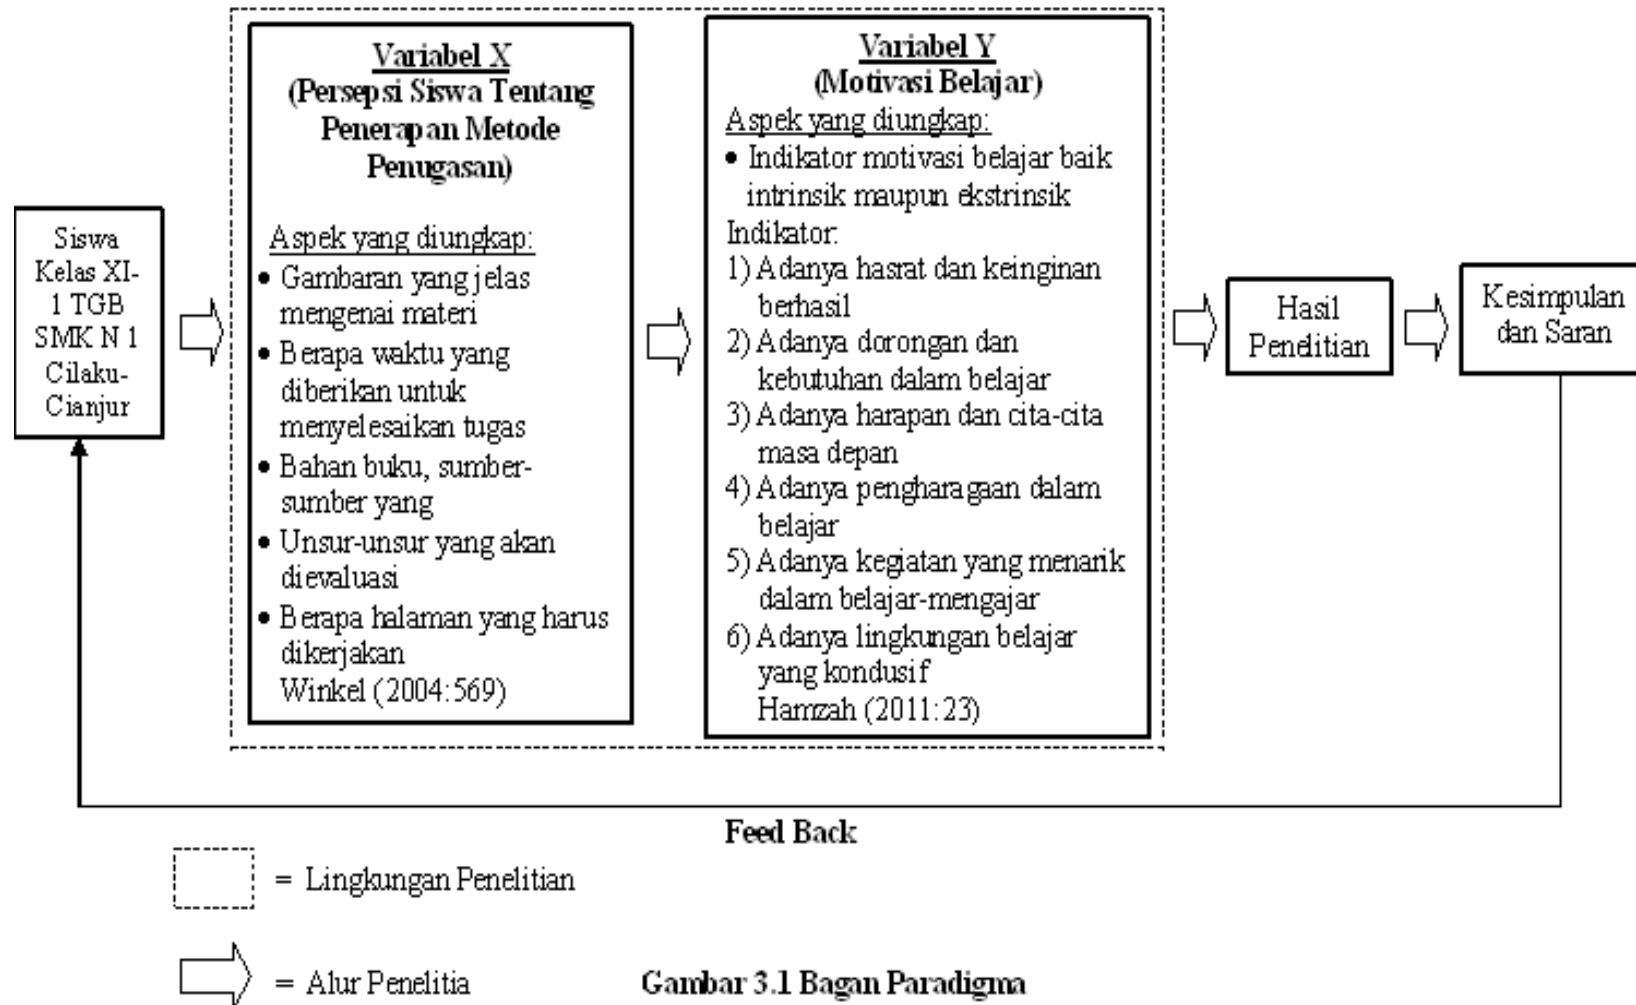 Siswa
Kelas XI-
1 TGB
SMK N 1
Cilaku-
Cianjur
Variabel X
(Persepsi Siswa Tentang
Penerapan Metode
Penugasan)
Aspek yang diungkap:
• Gambaran yang jelas
mengenai materi
• Berapa waktu yang
diberikan untuk
menyelesaikan tugas
• Bahan buku, sumber-
sumber yang
• Unsur-unsur yang akan
dievaluasi
• Berapa halaman yang harus
dikerjakan
Winkel (2004:569)
Variabel Y
(Motivasi Belajar)
Aspek yang diungkap:
• Indikator motivasi belajar baik
intrinsik maupun ekstrinsik
Indikator:
1) Adanya hasrat dan keinginan
berhasil
2) Adanya dorongan dan
kebutuhan dalam belajar
3) Adanya harapan dan cita-cita
masa depan
4) Adanya pengharagaan dalam
belajar
5) Adanya kegiatan yang menarik
dalam belajar-mengajar
6) Adanya lingkungan belajar
yang kondusif
Hamzah (2011:23)
Hasil
Penelitian
Kesimpulan
dan Saran
Feed Back
= Lingkungan Penelitian
= Alur Penelitia
Gambar 3.1 Bagan Paradigma